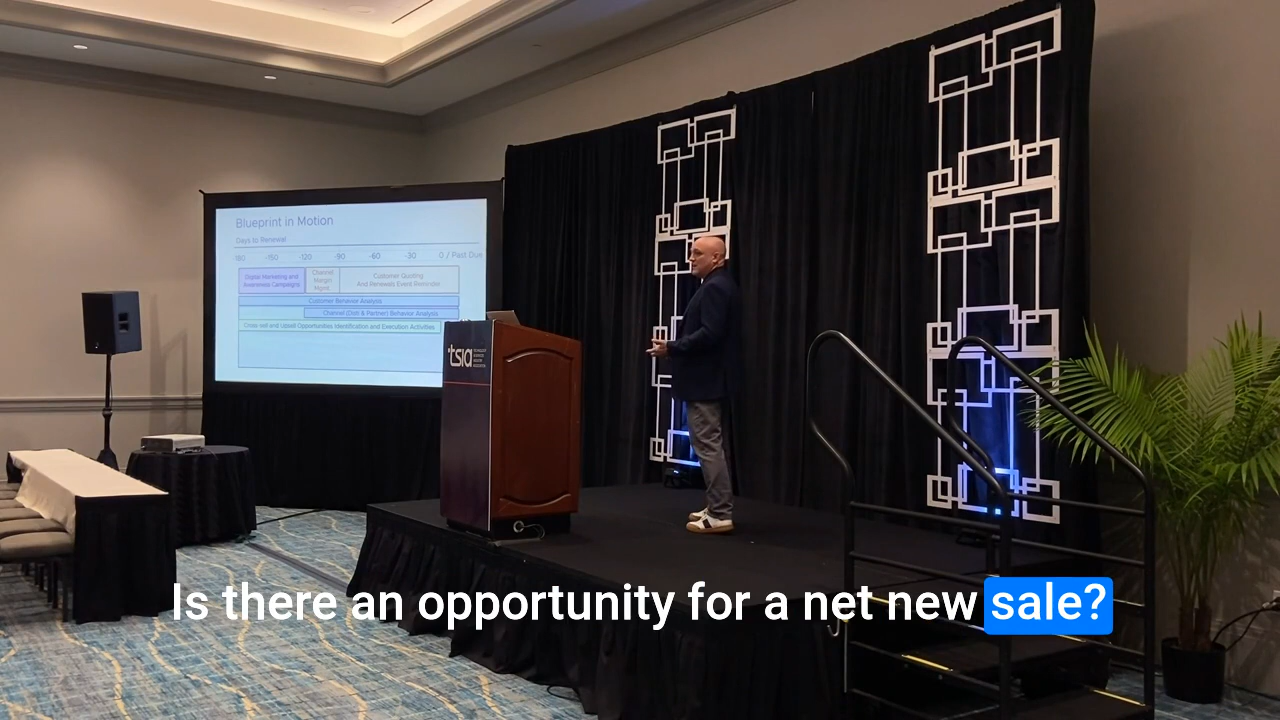 Blueprint in Motion
Days to Renewal
-180 -150 -120 -90 -60 -30 0 / Past Due
Digital Marketing and
Awareness Campaigns
Channel
Margin
Mgmt
Customer Quoting
And Renewals Event Reminder
Customer Behavior Analysis
Channel (Disti & Partner) Behavior Analysis
Cross-sell and Upsell Opportunities Identification and Execution Activities
tsia
Is there an opportunity for a net new sale?